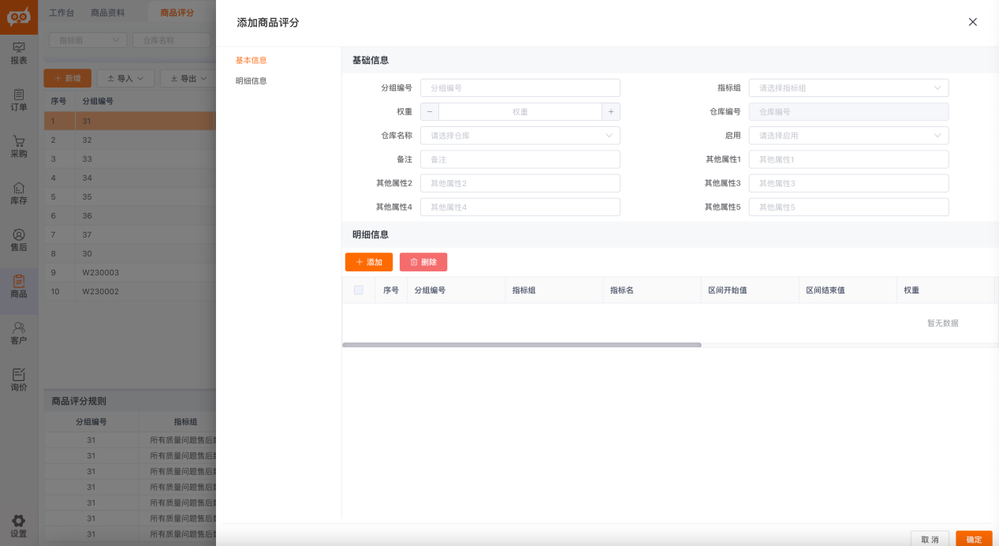 工作台 商品资料 商品评分
指标组 仓库名称
新增 导入 导出
序号 分组编号
1 31
2 32
3 33
4 34
5 35
6 36
7 37
8 30
9 W230003
10 W230002
商品评分规则
分组编号 指标组
31 所有质量问题售后
31 所有质量问题售后
31 所有质量问题售后
31 所有质量问题售后
31 所有质量问题售后
31 所有质量问题售后
31 所有质量问题售后
报表
订单
采购
库存
售后
商品
客户
询价
设置
添加商品评分
基本信息
明细信息
基础信息
分组编号 分组编号 指标组 请选择指标组
权重 − 权重 + 仓库编号 仓库编号
仓库名称 请选择仓库 启用 请选择启用
备注 备注 其他属性1 其他属性1
其他属性2 其他属性2 其他属性3 其他属性3
其他属性4 其他属性4 其他属性5 其他属性5
明细信息
添加 删除
序号 分组编号 指标组 指标名 区间开始值 区间结束值 权重
暂无数据
取 消 确定